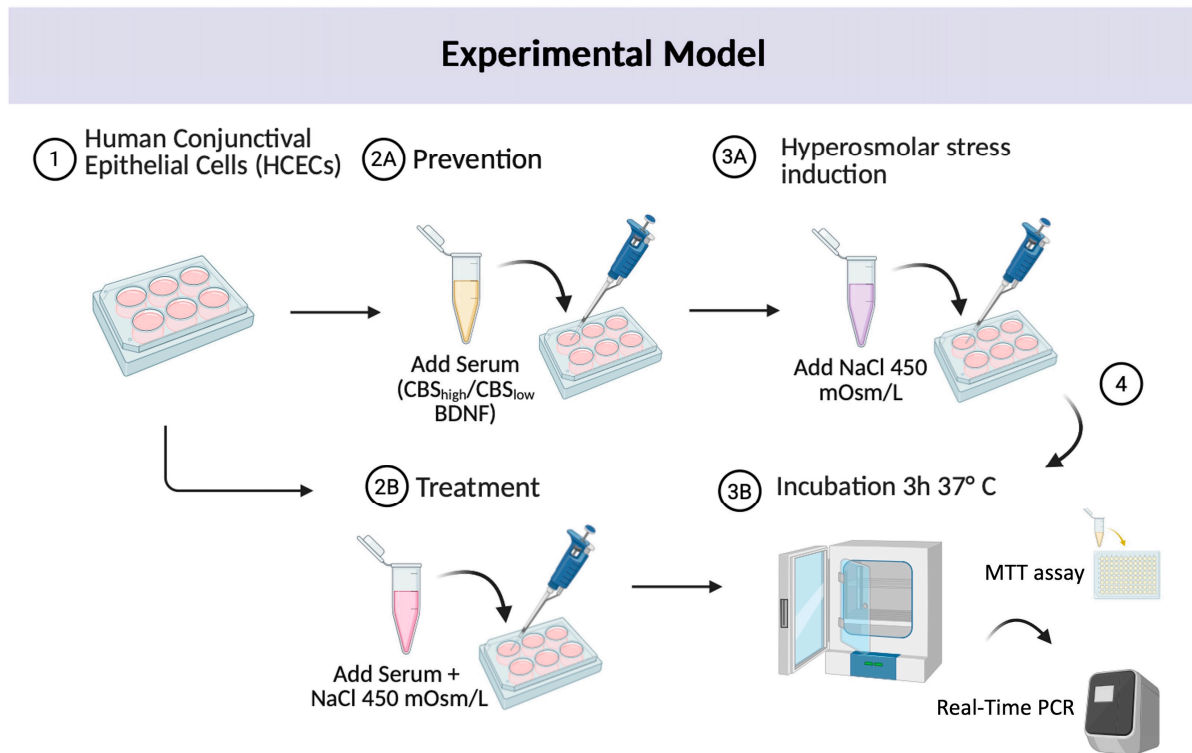 Experimental Model
1
Human Conjunctival
Epithelial Cells (HCECs)
2A
Prevention
Add Serum
(CBShigh/CBSlow
BDNF)
3A
Hyperosmolar stress
induction
Add NaCl 450
mOsm/L
4
2B
Treatment
Add Serum +
NaCl 450 mOsm/L
3B
Incubation 3h 37° C
MTT assay
Real-Time PCR